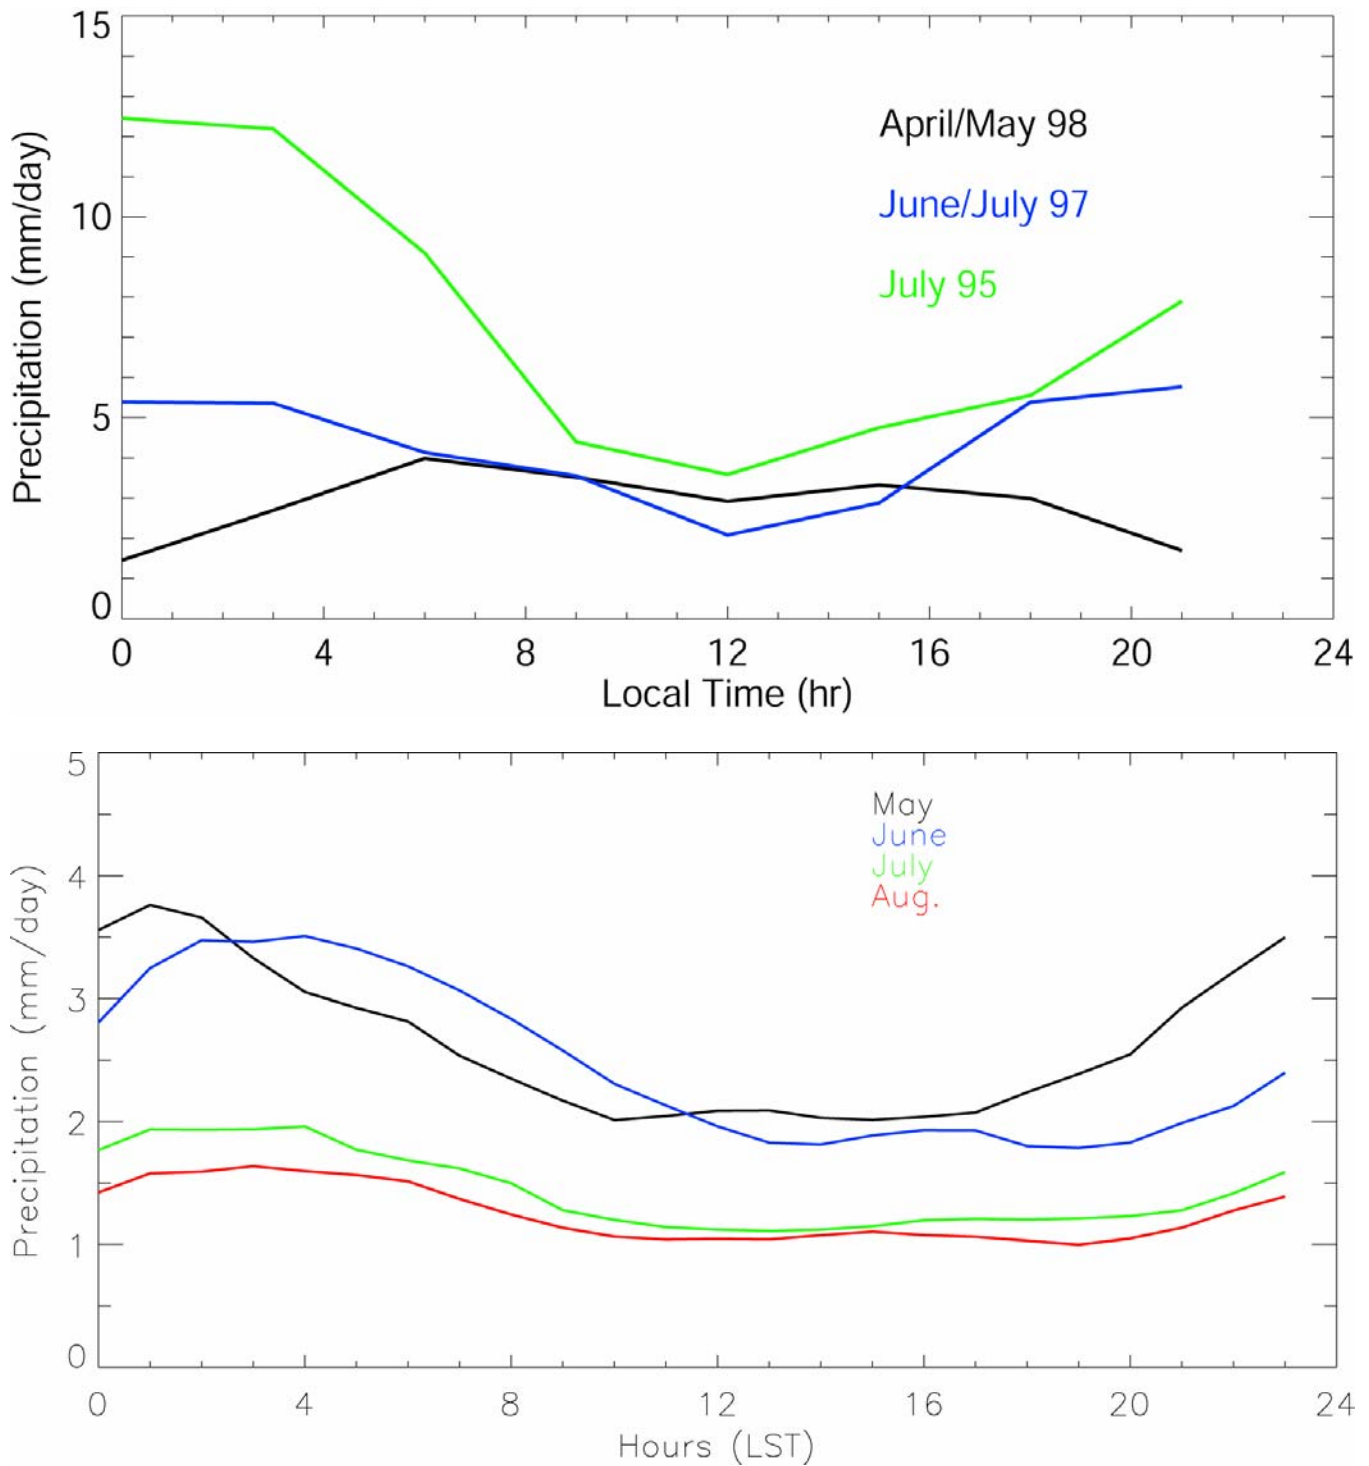 15
10
5
0
Precipitation (mm/day)
April/May 98
June/July 97
July 95
0 4 8 12 16 20 24
Local Time (hr)
5
4
3
2
1
0
Precipitation (mm/day)
May
June
July
Aug.
0 4 8 12 16 20 24
Hours (LST)